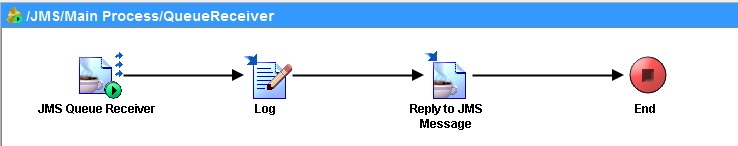 /JMS/Main Process/QueueReceiver
JMS Queue Receiver
Log
Reply to JMS
Message
End